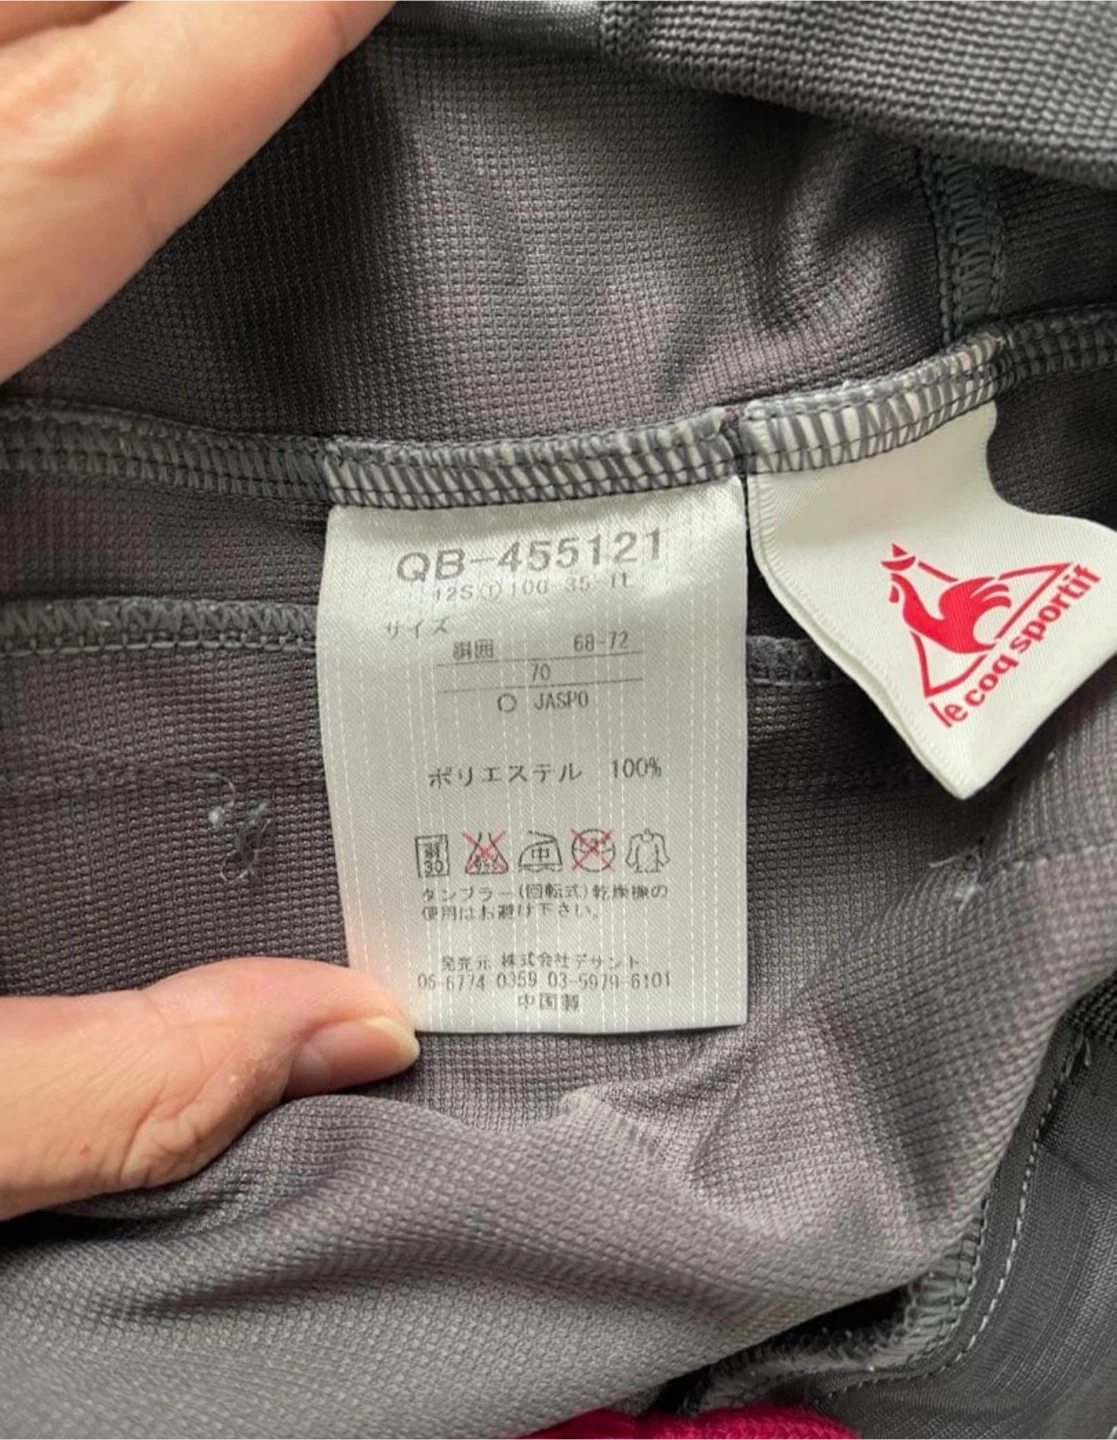 QB-455121
サイズ
胴囲 68-72
70
○ JASPO
ポリエステル 100%
30
中
タンブラー(回転式)乾燥機の
使用はお避け下さい。
発売元 株式会社デサント
06-6774 0359 03-5979-6101
中国製
le coq sportif